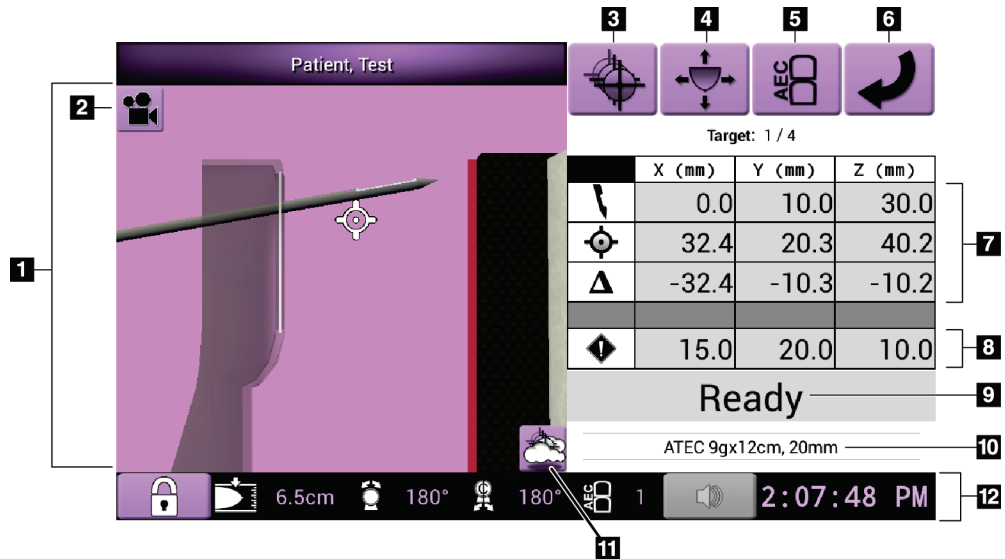 3 4 5 6
Patient, Test
AEC
1
2
Target: 1 / 4
X (mm) Y (mm) Z (mm)
0.0 10.0 30.0
32.4 20.3 40.2
Δ -32.4 -10.3 -10.2
7
! 15.0 20.0 10.0
8
Ready
9
ATEC 9gx12cm, 20mm
10
6.5cm 180° C 180° AEC 1 2:07:48 PM
12
11